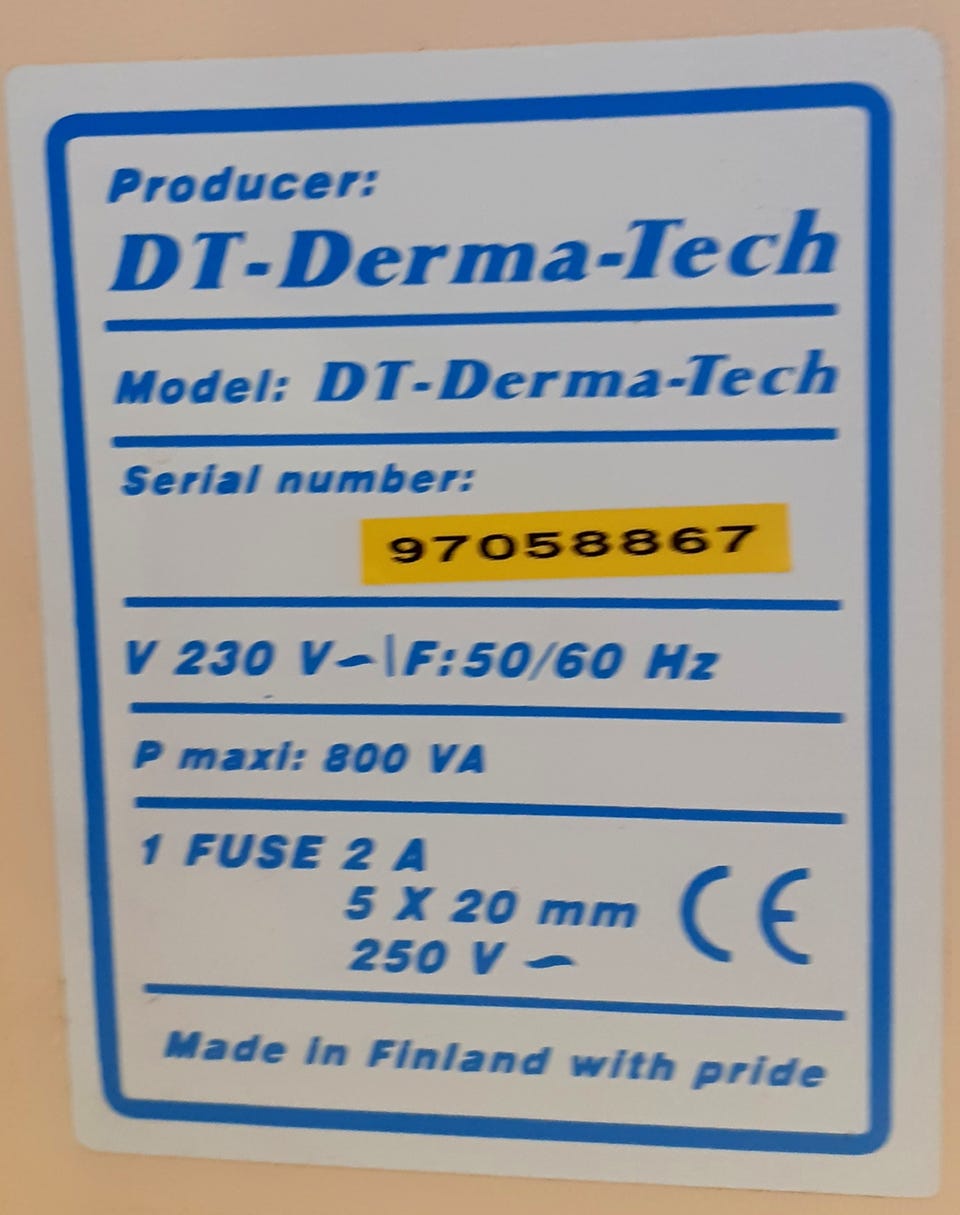 Producer:
DT-Derma-Tech
Model: DT-Derma-Tech
Serial number:
97058867
V 230 V~\F:50/60 Hz
P maxi: 800 VA
1 FUSE 2 A
5 X 20 mm
250 V ~
CE
Made in Finland with pride